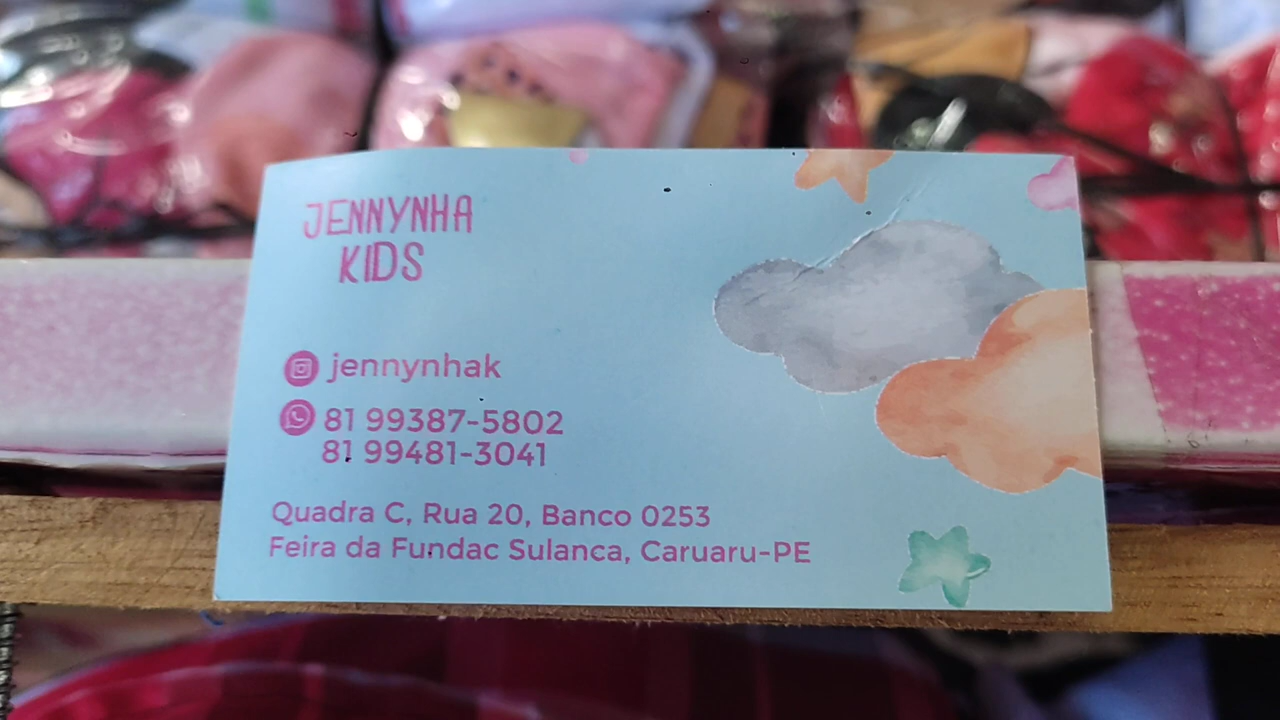 JENNYNHA
KIDS
jennynhak
81 99387-5802
81 99481-3041
Quadra C, Rua 20, Banco 0253
Feira da Fundac Sulanca, Caruaru-PE